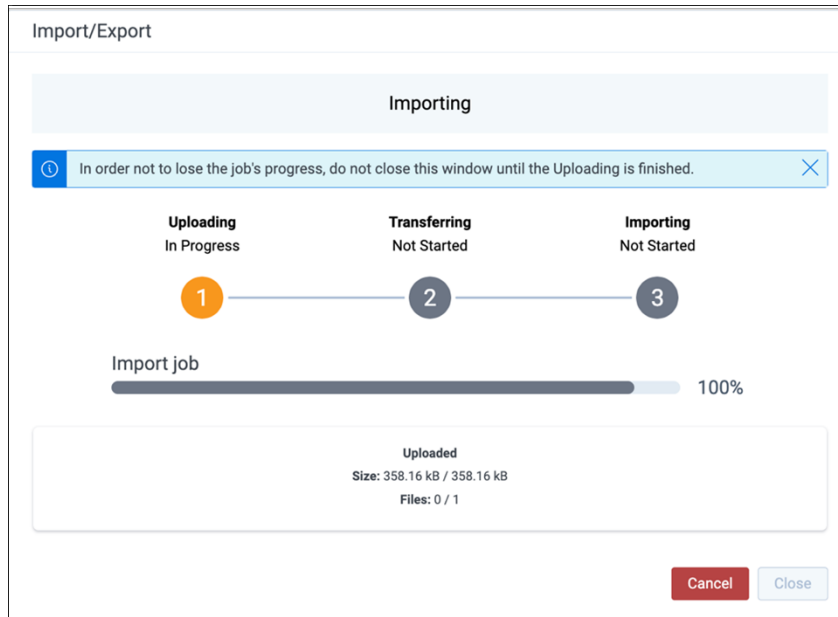 Import/Export
Importing
In order not to lose the job's progress, do not close this window until the Uploading is finished.
Uploading Transferring Importing
In Progress Not Started Not Started
1 2 3
Import job
100%
Uploaded
Size: 358.16 kB / 358.16 kB
Files: 0 / 1
Cancel Close